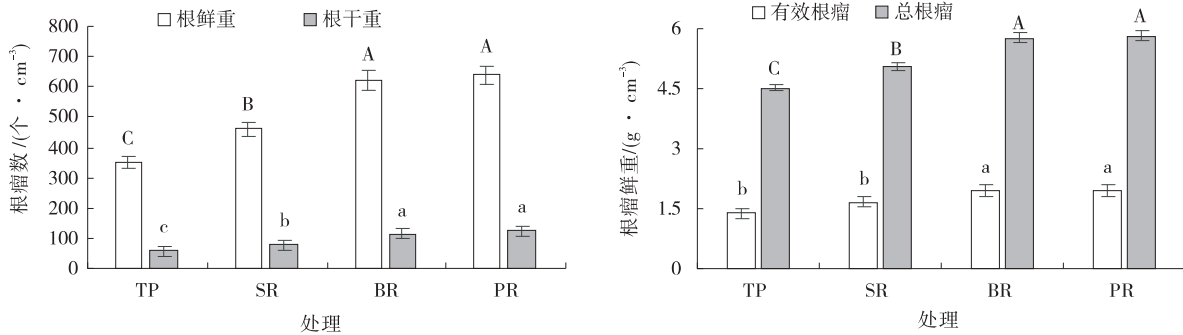 根鲜重 根干重
根瘤数/(个·cm⁻³)
800
700
600
500
400
300
200
100
0
C
c
B
b
A
a
A
a
TP SR BR PR
处理
有效根瘤 总根瘤
根瘤鲜重/(g·cm⁻³)
6
4.5
3
1.5
0
b
C
b
B
a
A
a
A
TP SR BR PR
处理